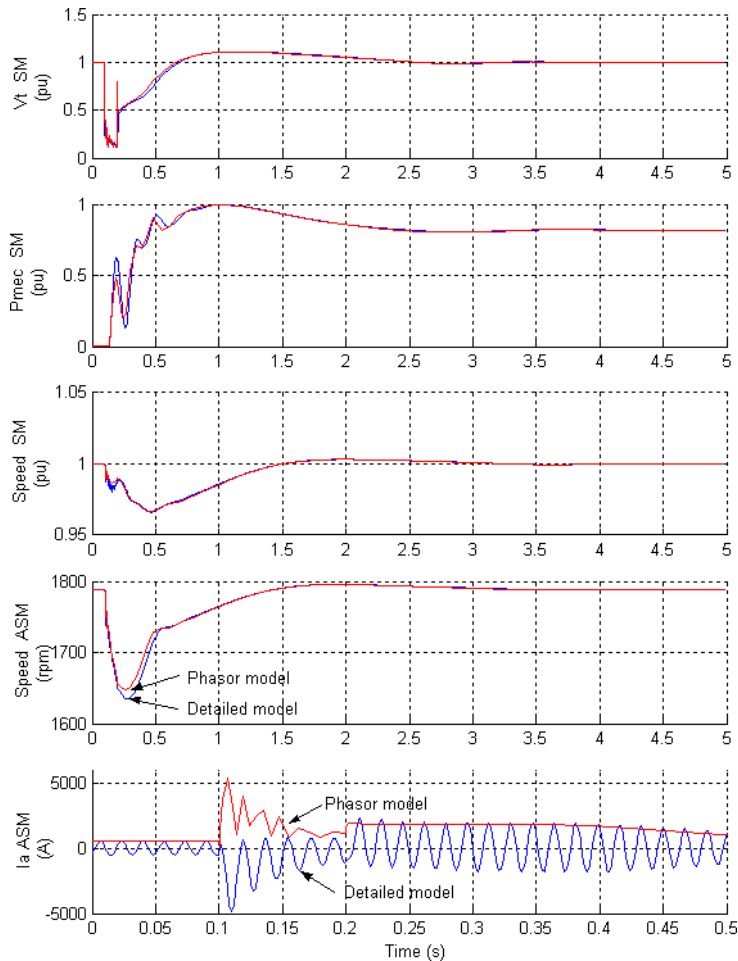 1.5
1
0.5
0
Vt SM
(pu)
0 0.5 1 1.5 2 2.5 3 3.5 4 4.5 5
1
0.5
0
Pmec SM
(pu)
0 0.5 1 1.5 2 2.5 3 3.5 4 4.5 5
1.05
1
0.95
Speed SM
(pu)
0 0.5 1 1.5 2 2.5 3 3.5 4 4.5 5
1800
1700
1600
Speed ASM
(rpm)
Phasor model
Detailed model
0 0.5 1 1.5 2 2.5 3 3.5 4 4.5 5
5000
0
-5000
Ia ASM
(A)
Phasor model
Detailed model
0 0.05 0.1 0.15 0.2 0.25 0.3 0.35 0.4 0.45 0.5
Time (s)